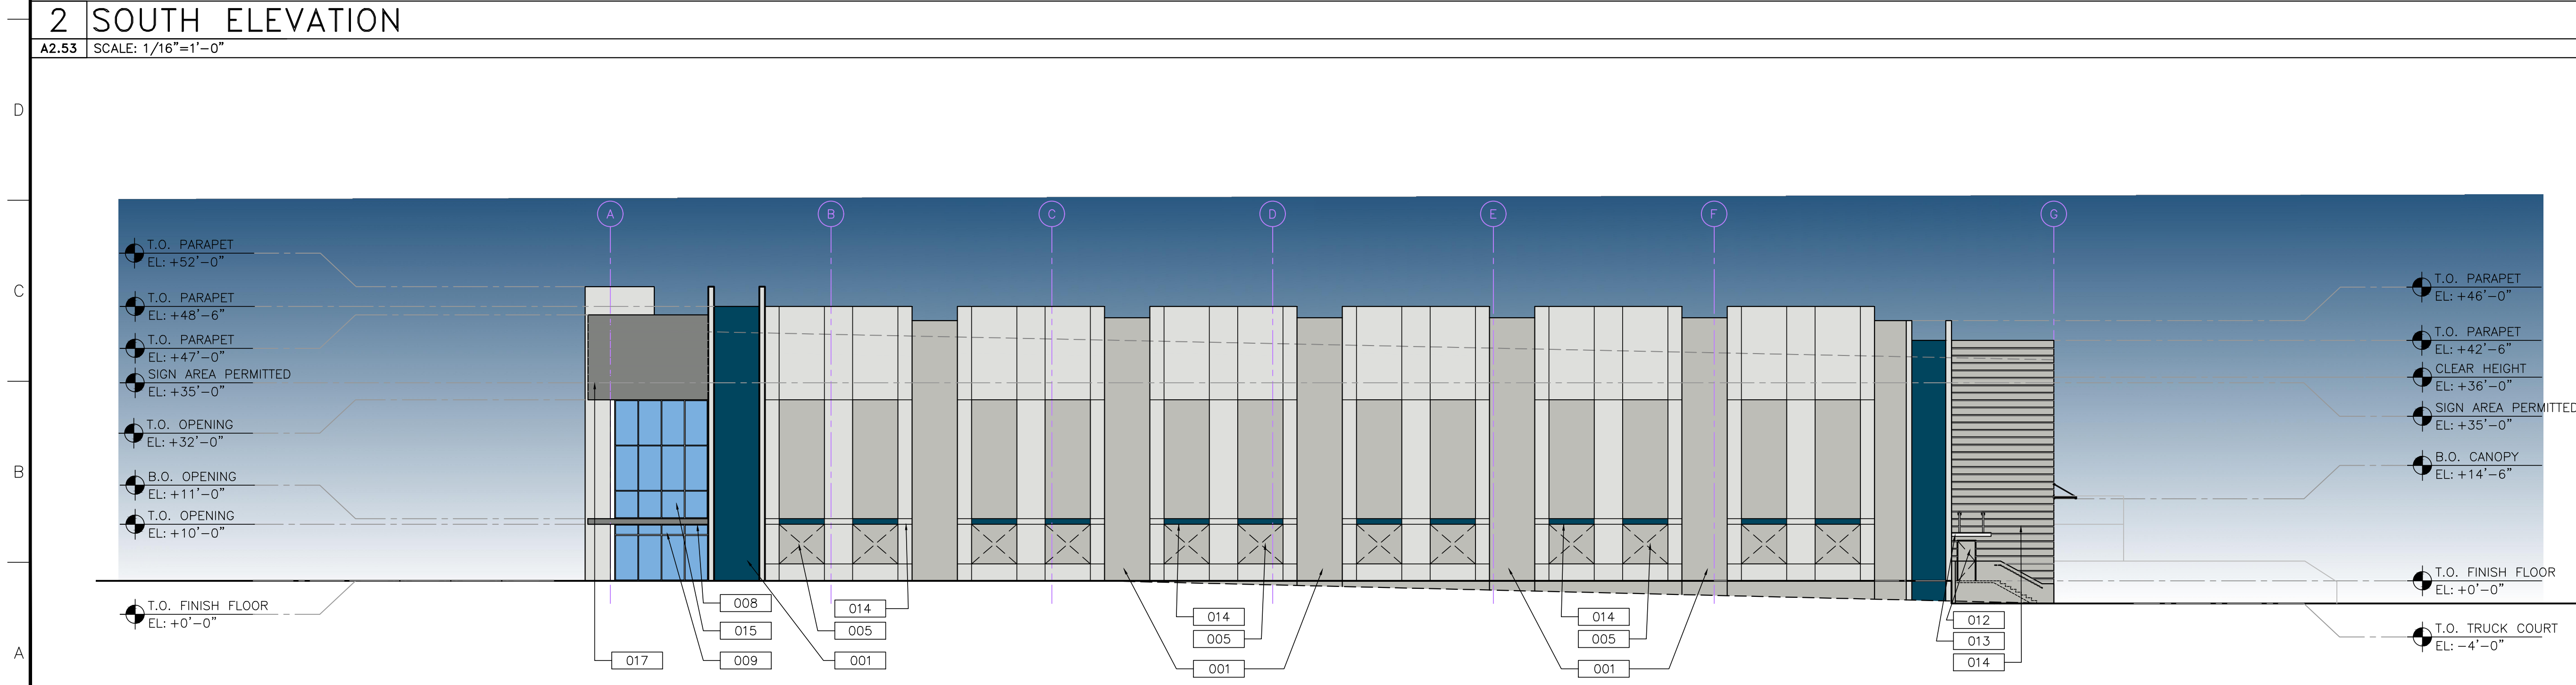 2 SOUTH ELEVATION
A2.53 SCALE: 1/16"=1'-0"
D
C
B
A
A B C D E F G
T.O. PARAPET
EL: +52'-0"
T.O. PARAPET
EL: +48'-6"
T.O. PARAPET
EL: +47'-0"
SIGN AREA PERMITTED
EL: +35'-0"
T.O. OPENING
EL: +32'-0"
B.O. OPENING
EL: +11'-0"
T.O. OPENING
EL: +10'-0"
T.O. FINISH FLOOR
EL: +0'-0"
T.O. PARAPET
EL: +46'-0"
T.O. PARAPET
EL: +42'-6"
CLEAR HEIGHT
EL: +36'-0"
SIGN AREA PERMITTED
EL: +35'-0"
B.O. CANOPY
EL: +14'-6"
T.O. FINISH FLOOR
EL: +0'-0"
T.O. TRUCK COURT
EL: -4'-0"
008
014
014
014
012
015
005
005
005
013
017
009
001
001
001
014